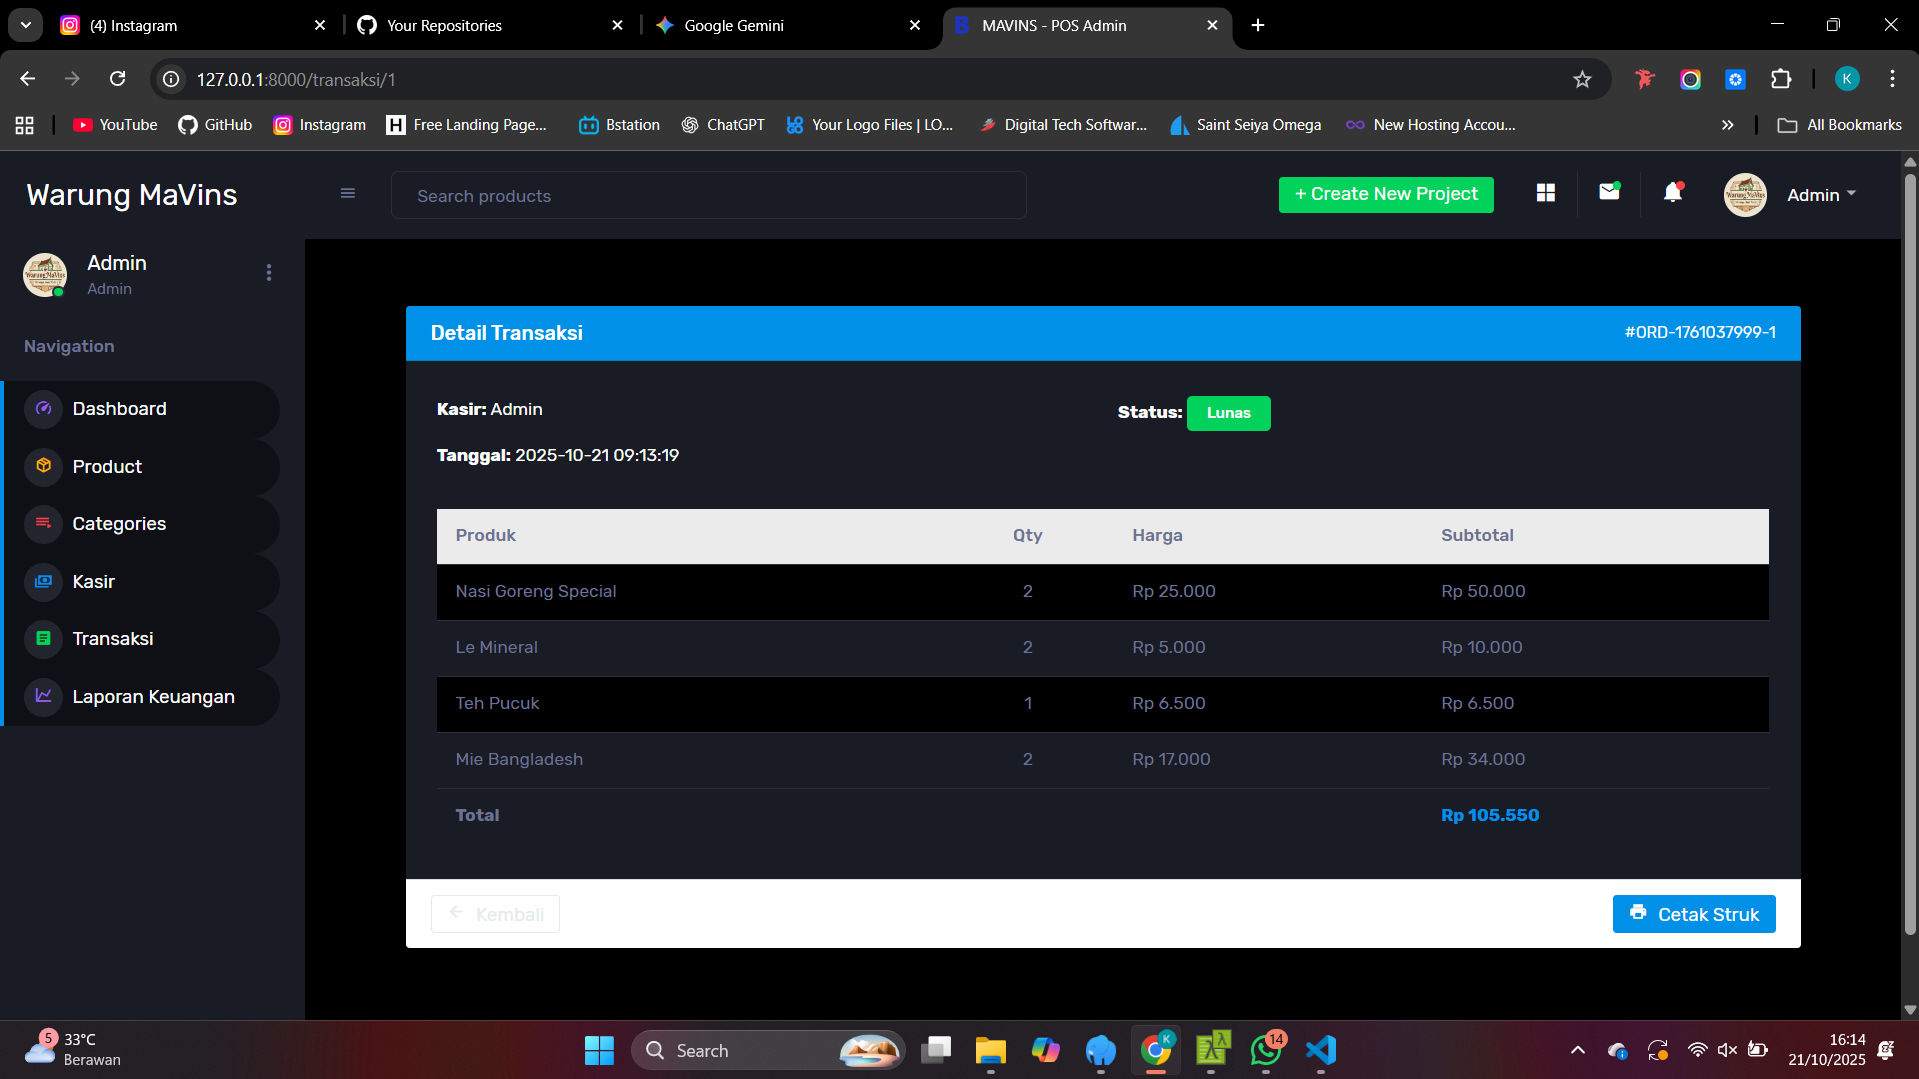 (4) Instagram
Your Repositories
Google Gemini
MAVINS - POS Admin
127.0.0.1:8000/transaksi/1
K
YouTube
GitHub
Instagram
H Free Landing Page...
Bstation
ChatGPT
Your Logo Files | LO...
Digital Tech Softwar...
Saint Seiya Omega
New Hosting Accou...
All Bookmarks
Warung MaVins
Search products
+ Create New Project
Admin
Admin
Admin
Navigation
Dashboard
Product
Categories
Kasir
Transaksi
Laporan Keuangan
Detail Transaksi
#ORD-1761037999-1
Kasir: Admin
Status: Lunas
Tanggal: 2025-10-21 09:13:19
Produk Qty Harga Subtotal
Nasi Goreng Special 2 Rp 25.000 Rp 50.000
Le Mineral 2 Rp 5.000 Rp 10.000
Teh Pucuk 1 Rp 6.500 Rp 6.500
Mie Bangladesh 2 Rp 17.000 Rp 34.000
Total Rp 105.550
Kembali
Cetak Struk
5
33°C
Berawan
Search
K
14
16:14
21/10/2025